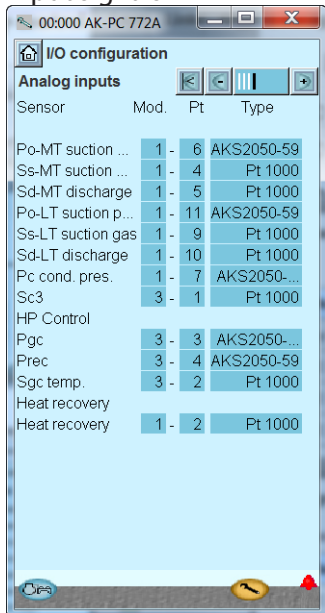 00:000 AK-PC 772A
I/O configuration
Analog inputs
Sensor Mod. Pt Type
Po-MT suction ... 1 - 6 AKS2050-59
Ss-MT suction ... 1 - 4 Pt 1000
Sd-MT discharge 1 - 5 Pt 1000
Po-LT suction p... 1 - 11 AKS2050-59
Ss-LT suction gas 1 - 9 Pt 1000
Sd-LT discharge 1 - 10 Pt 1000
Pc cond. pres. 1 - 7 AKS2050-...
Sc3 3 - 1 Pt 1000
HP Control
Pgc 3 - 3 AKS2050-...
Prec 3 - 4 AKS2050-59
Sgc temp. 3 - 2 Pt 1000
Heat recovery
Heat recovery 1 - 2 Pt 1000